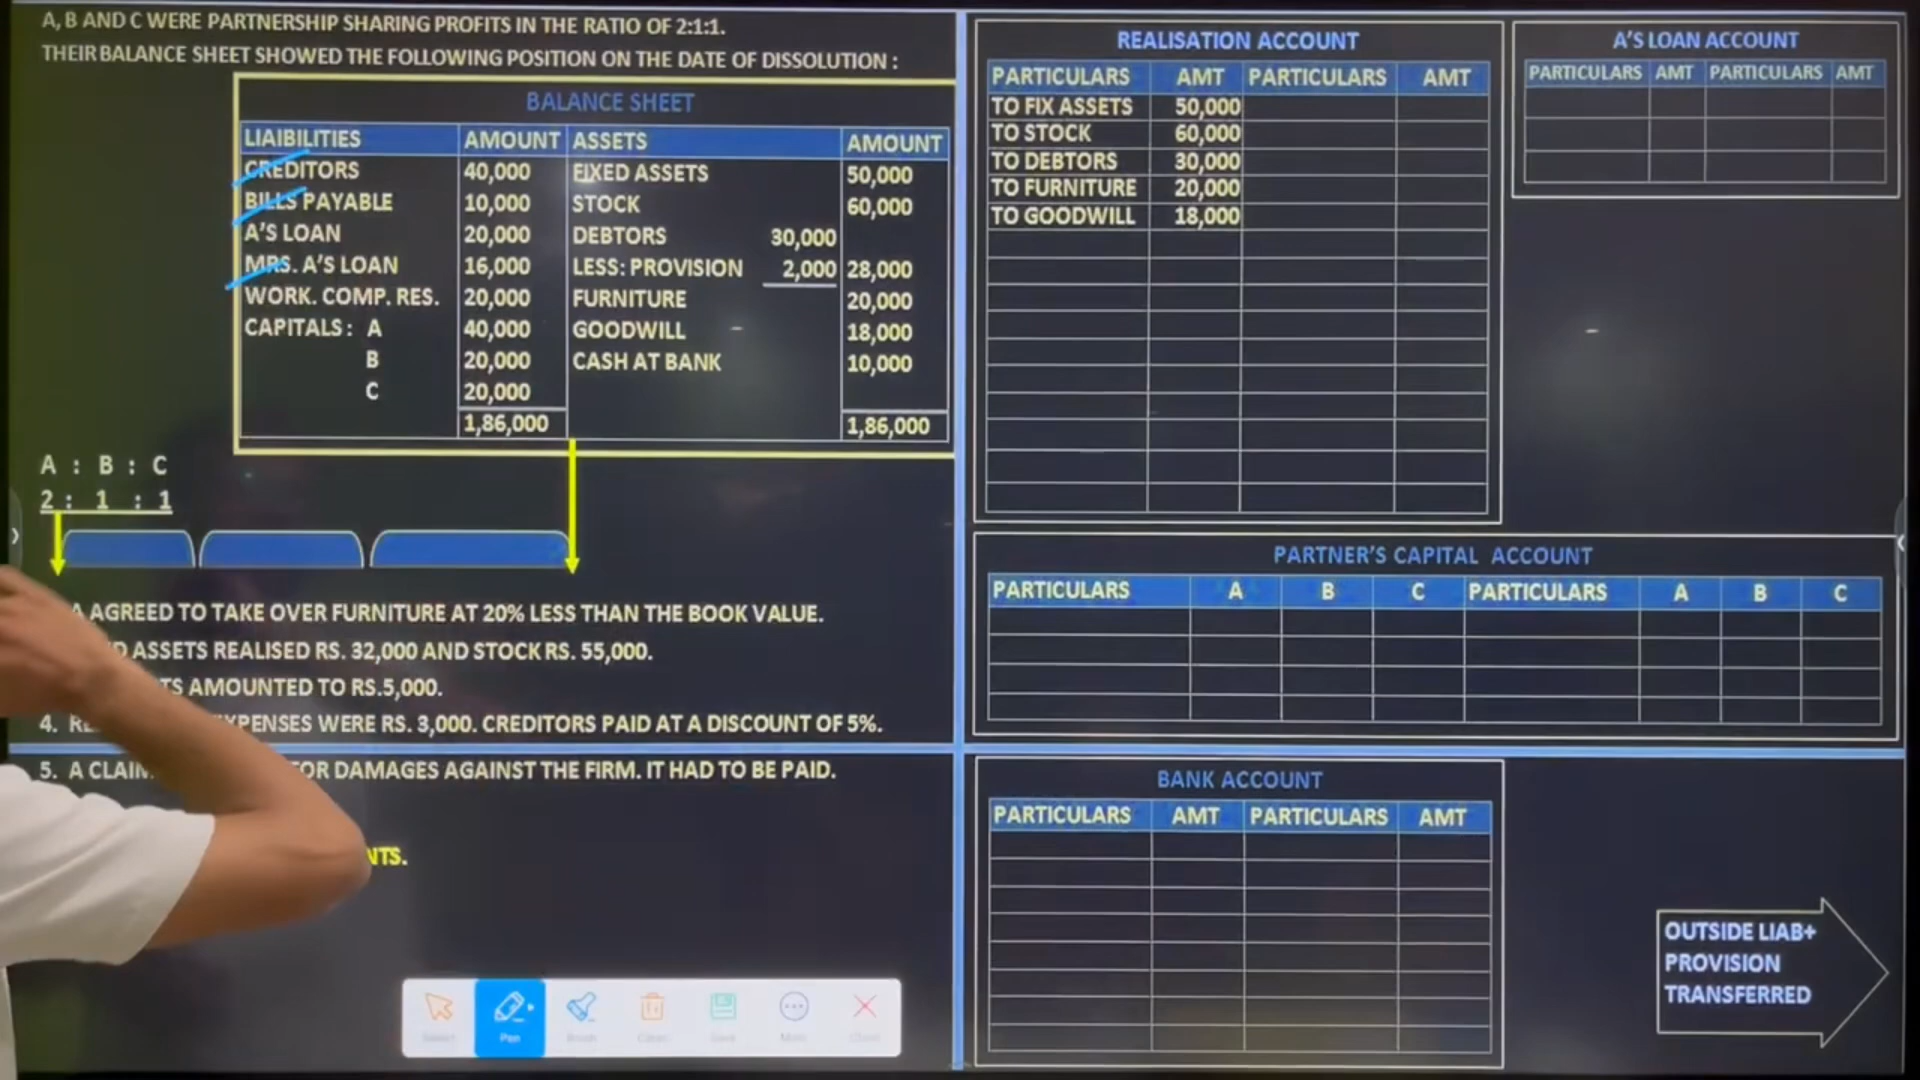 A, B AND C WERE PARTNERSHIP SHARING PROFITS IN THE RATIO OF 2:1:1.
THEIR BALANCE SHEET SHOWED THE FOLLOWING POSITION ON THE DATE OF DISSOLUTION :
BALANCE SHEET
LIAIBILITIES AMOUNT ASSETS AMOUNT
CREDITORS 40,000 FIXED ASSETS 50,000
BILLS PAYABLE 10,000 STOCK 60,000
A'S LOAN 20,000 DEBTORS 30,000
MRS. A'S LOAN 16,000 LESS: PROVISION 2,000 28,000
WORK. COMP. RES. 20,000 FURNITURE 20,000
CAPITALS : A 40,000 GOODWILL 18,000
B 20,000 CASH AT BANK 10,000
C 20,000
1,86,000 1,86,000
A : B : C
2 : 1 : 1
A AGREED TO TAKE OVER FURNITURE AT 20% LESS THAN THE BOOK VALUE.
ASSETS REALISED RS. 32,000 AND STOCK RS. 55,000.
AMOUNTED TO RS.5,000.
4. WERE RS. 3,000. CREDITORS PAID AT A DISCOUNT OF 5%.
5. A DAMAGES AGAINST THE FIRM. IT HAD TO BE PAID.
NTS.
REALISATION ACCOUNT
PARTICULARS AMT PARTICULARS AMT
TO FIX ASSETS 50,000
TO STOCK 60,000
TO DEBTORS 30,000
TO FURNITURE 20,000
TO GOODWILL 18,000
A'S LOAN ACCOUNT
PARTICULARS AMT PARTICULARS AMT
PARTNER'S CAPITAL ACCOUNT
PARTICULARS A B C PARTICULARS A B C
BANK ACCOUNT
PARTICULARS AMT PARTICULARS AMT
OUTSIDE LIAB+
PROVISION
TRANSFERRED
Pen